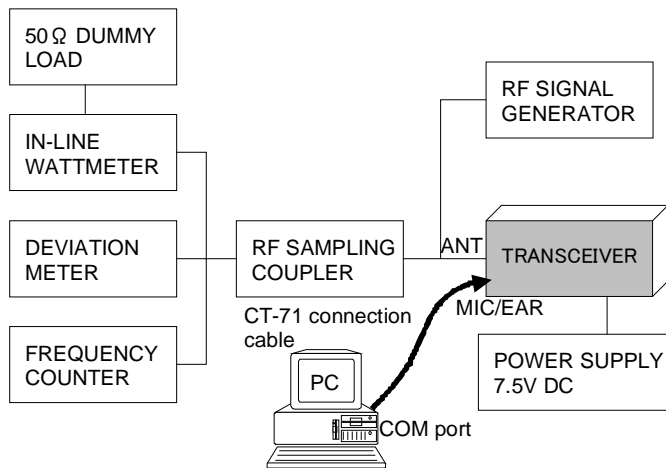 50Ω DUMMY
LOAD
RF SIGNAL
GENERATOR
IN-LINE
WATTMETER
DEVIATION
METER
RF SAMPLING
COUPLER
ANT
TRANSCEIVER
MIC/EAR
CT-71 connection
cable
FREQUENCY
COUNTER
PC
COM port
POWER SUPPLY
7.5V DC